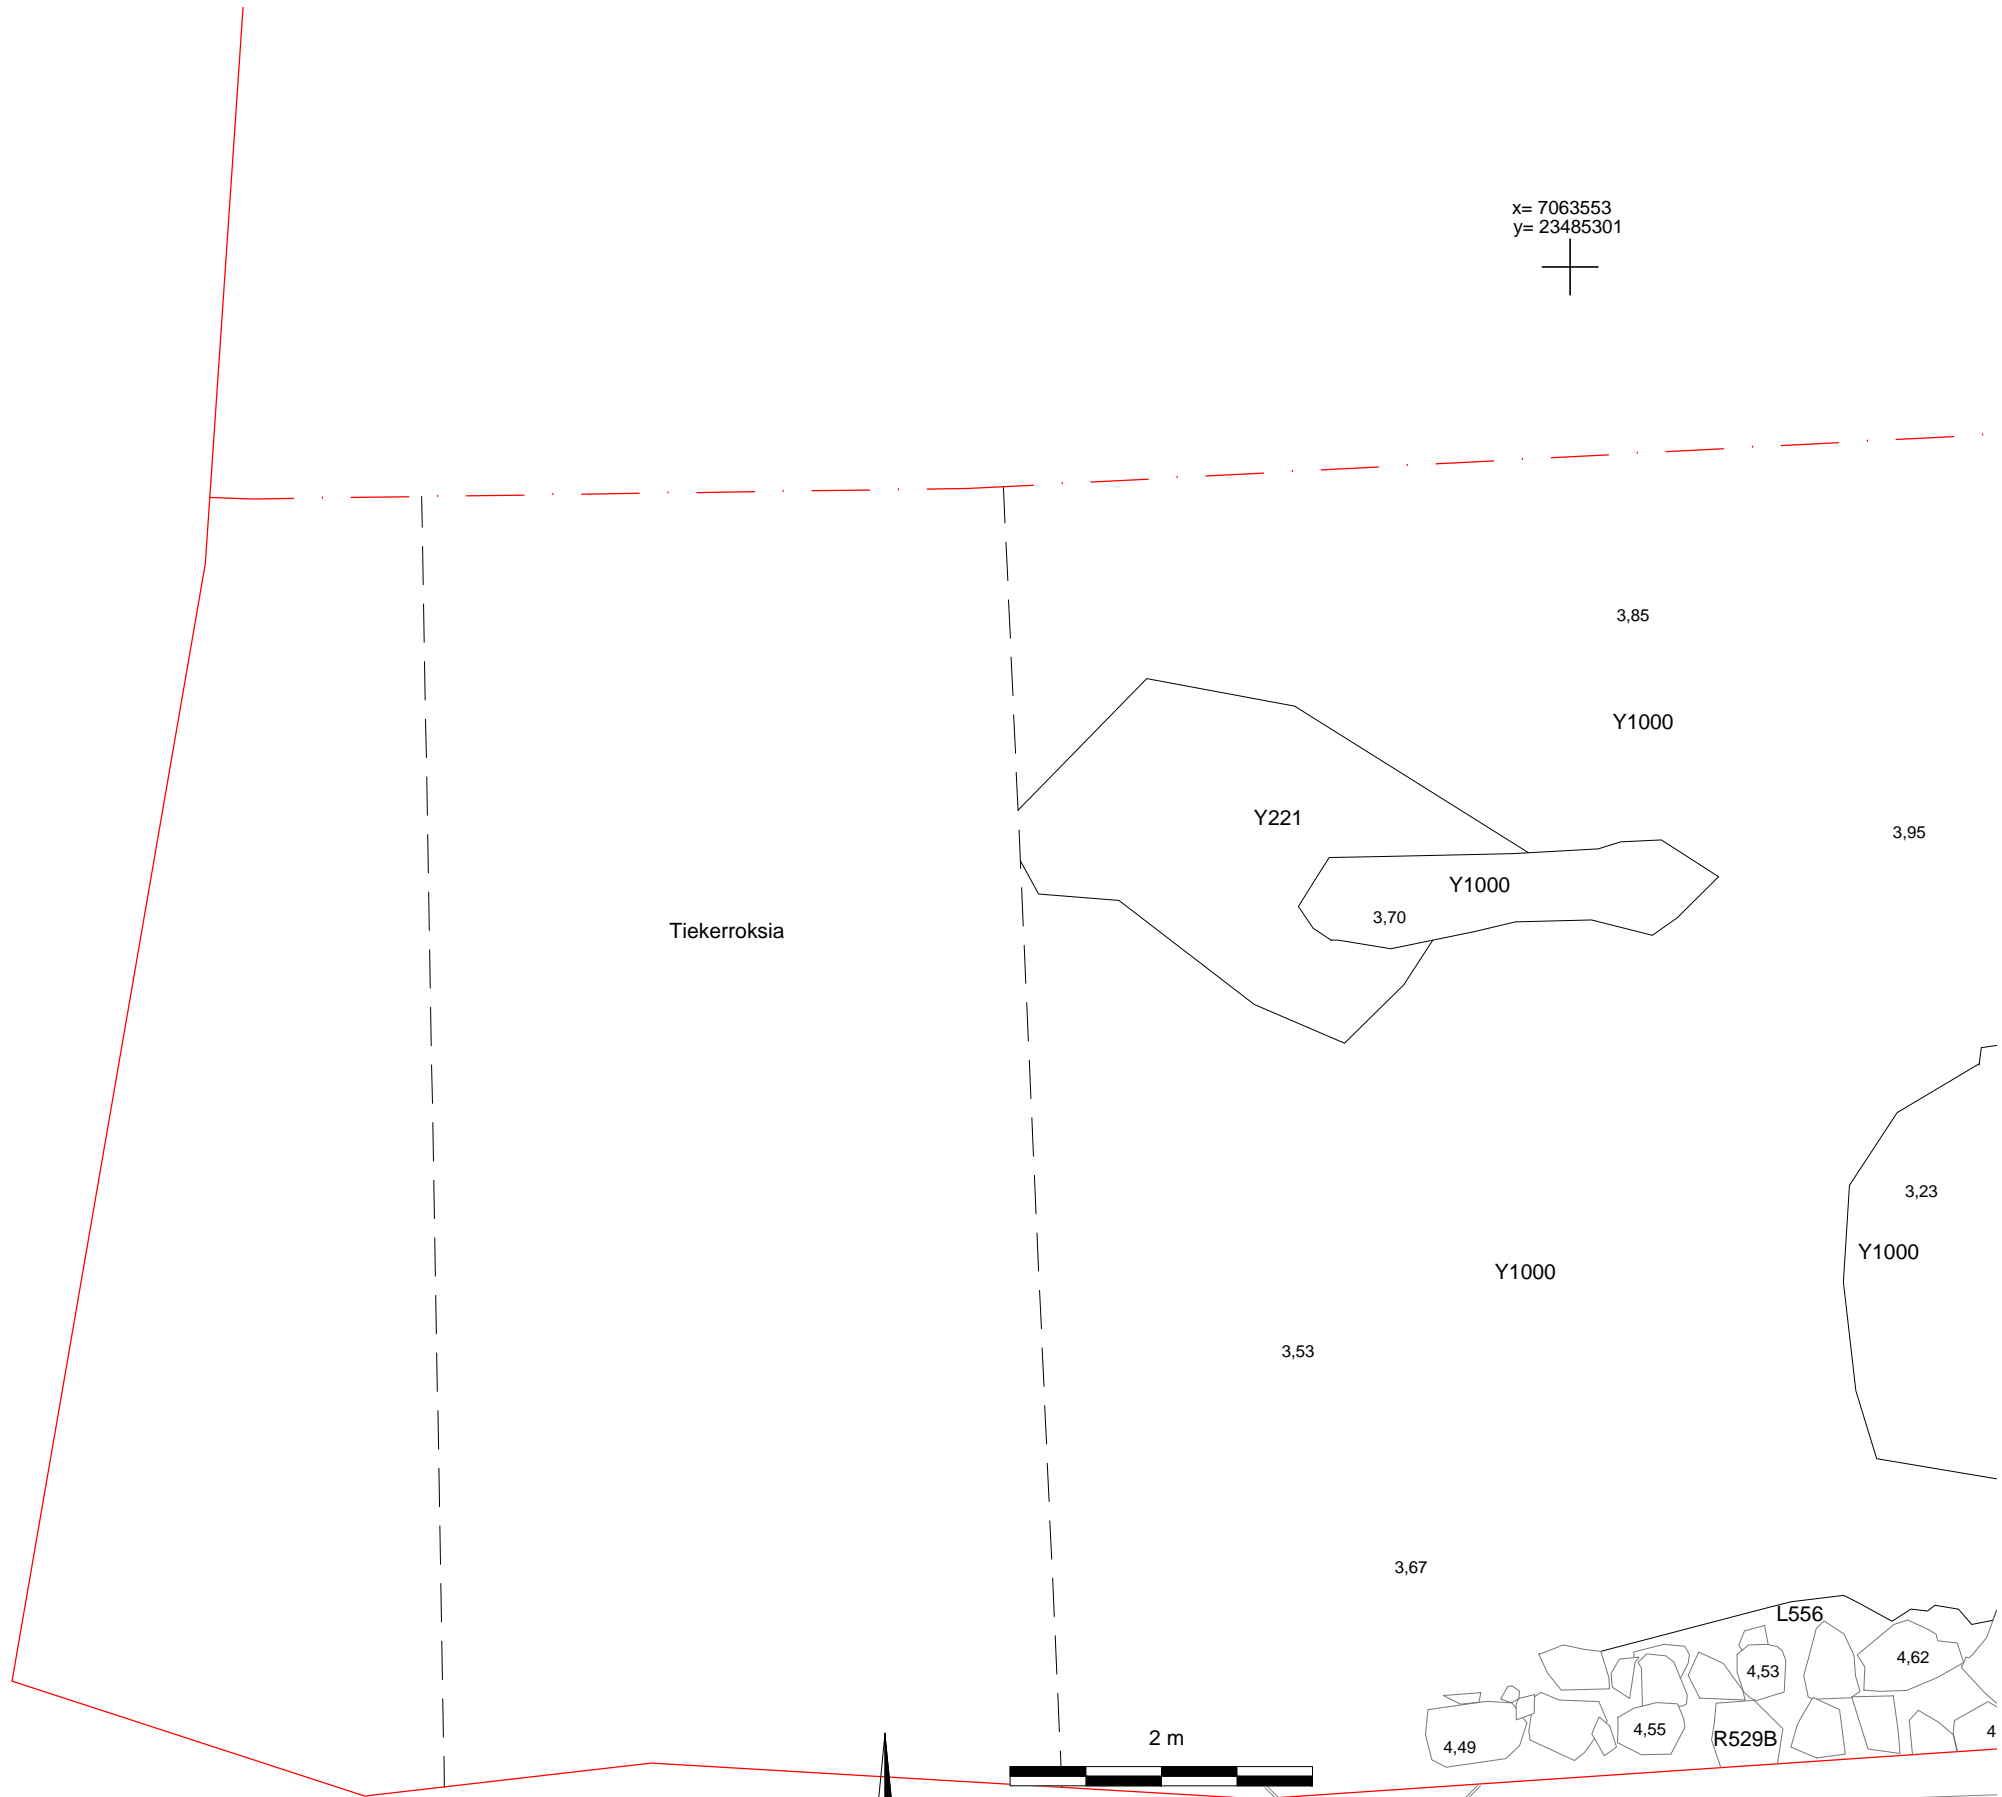 x= 7063553
y= 23485301
3,85
Y1000
Y221
3,95
Y1000
3,70
Tiekerroksia
3,23
Y1000
Y1000
3,53
3,67
L556
4,62
4,53
4,55
R529B
4
2 m
4,49